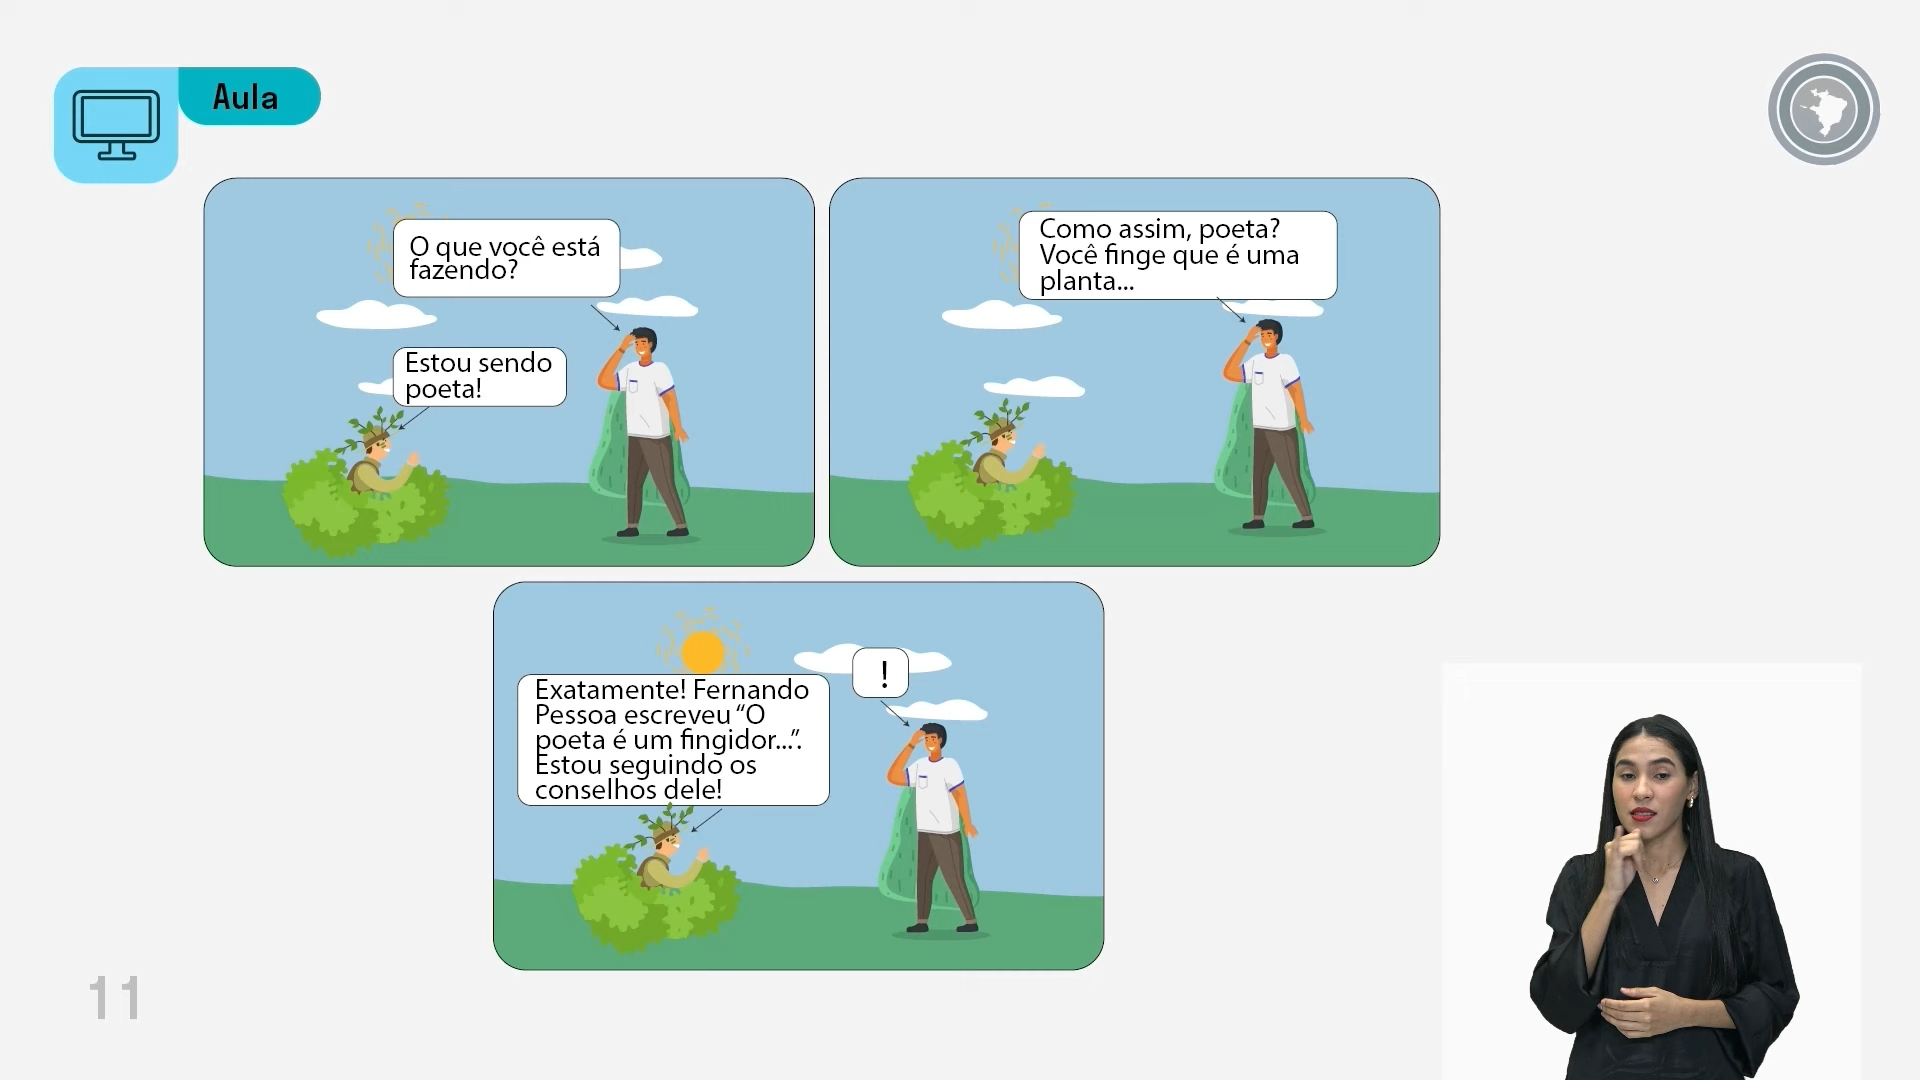 Aula
O que você está
fazendo?
Estou sendo
poeta!
Como assim, poeta?
Você finge que é uma
planta...
Exatamente! Fernando
Pessoa escreveu “O
poeta é um fingidor...”.
Estou seguindo os
conselhos dele!
!
11